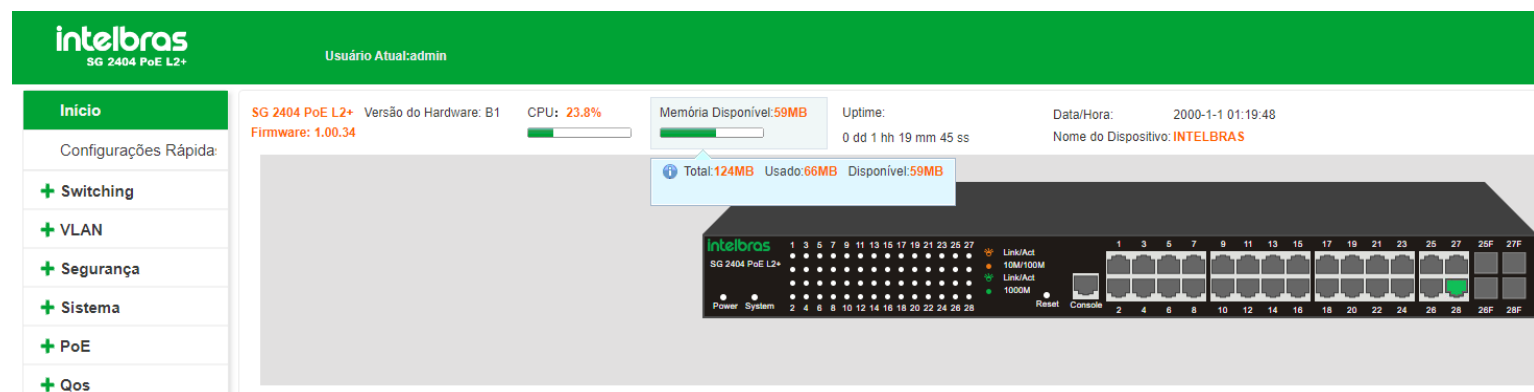 intelbras
SG 2404 PoE L2+
Usuário Atual:admin
Início
Configurações Rápida
Switching
VLAN
Segurança
Sistema
PoE
Qos
SG 2404 PoE L2+ Versão do Hardware: B1
Firmware: 1.00.34
CPU: 23.8%
Memória Disponível:59MB
Uptime:
0 dd 1 hh 19 mm 45 ss
Data/Hora: 2000-1-1 01:19:48
Nome do Dispositivo: INTELBRAS
Total:124MB Usado:66MB Disponível:59MB
intelbras
SG 2404 PoE L2+
1 3 5 7 9 11 13 15 17 19 21 23 25 27
Power System
2 4 6 8 10 12 14 16 18 20 22 24 26 28
Link/Act
10M/100M
Link/Act
1000M
Reset
Console
1 3 5 7 9 11 13 15 17 19 21 23 25 27 25F 27F
2 4 6 8 10 12 14 16 18 20 22 24 26 28 26F 28F